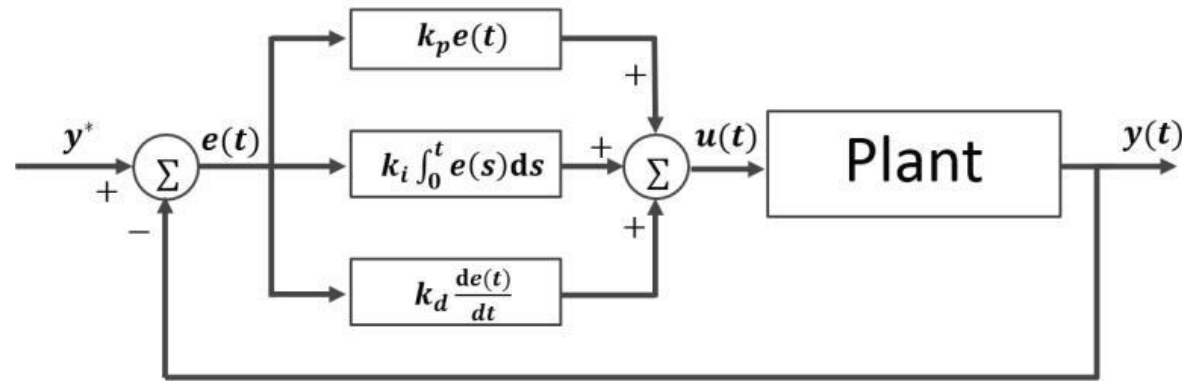 k_p e(t)
+
y* e(t) u(t) y(t)
Σ k_i ∫_0^t e(s)ds + Σ Plant
+
− +
k_d de(t)/dt